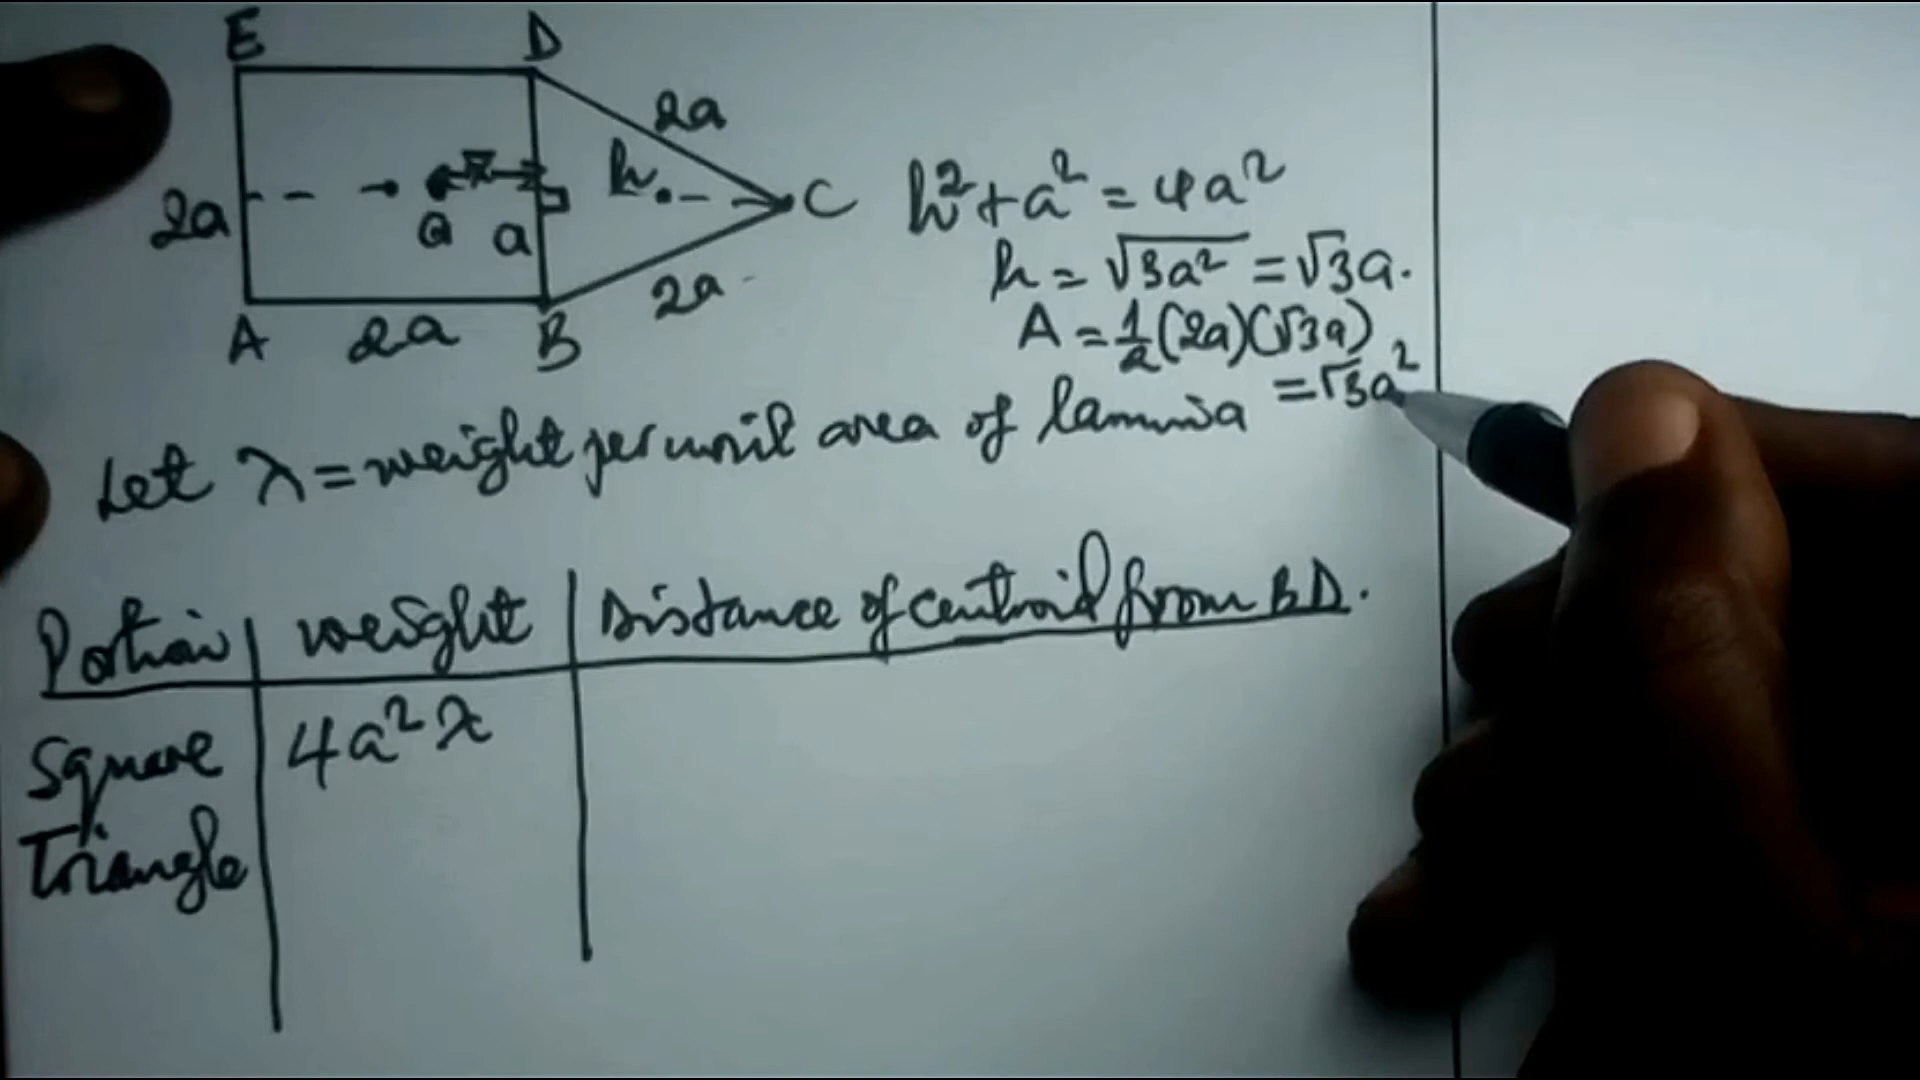 E D
2a
h
x̄
2a G a C
A 2a B 2a
h²+a² = 4a²
h = √3a² = √3a.
A = 1/2(2a)(√3a)
= √3a²
Let λ = weight per unit area of lamina
Portion weight Distance of centroid from BD.
Square 4a²λ
Triangle